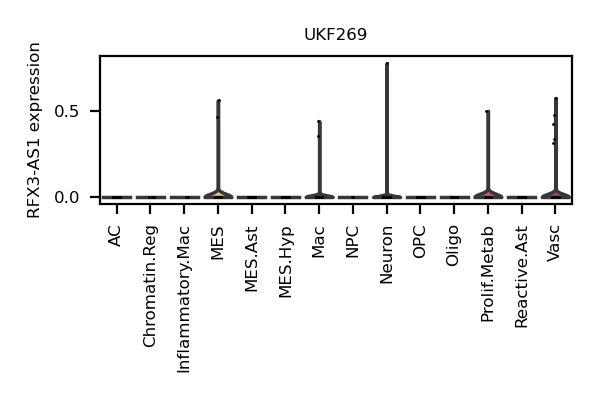 UKF269
RFX3-AS1 expression
0.5
0.0
AC
Chromatin.Reg
Inflammatory.Mac
MES
MES.Ast
MES.Hyp
Mac
NPC
Neuron
OPC
Oligo
Prolif.Metab
Reactive.Ast
Vasc